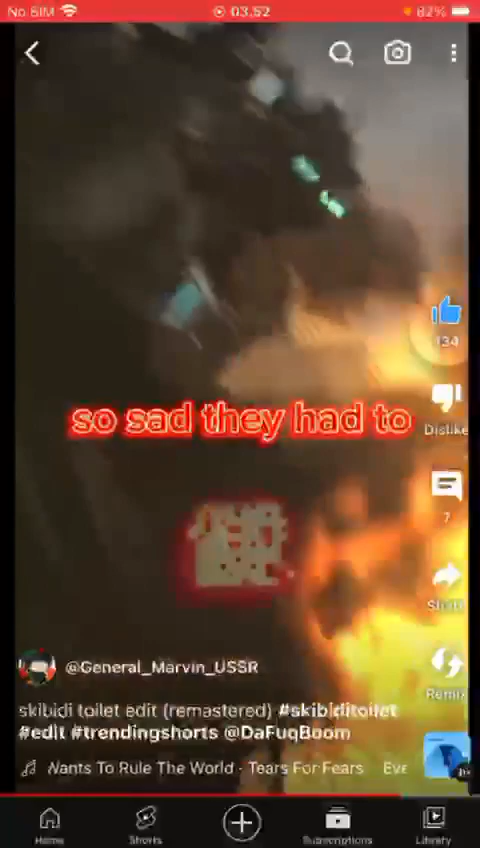 No SIM 03.52 82%
so sad they had to
134
Dislike
7
Share
@General_Marvin_USSR
Remix
skibidi toilet edit (remastered) #skibiditoilet
#edit #trendingshorts @DaFuqBoom
Wants To Rule The World - Tears For Fears Eve
Home Shorts Subscriptions Library